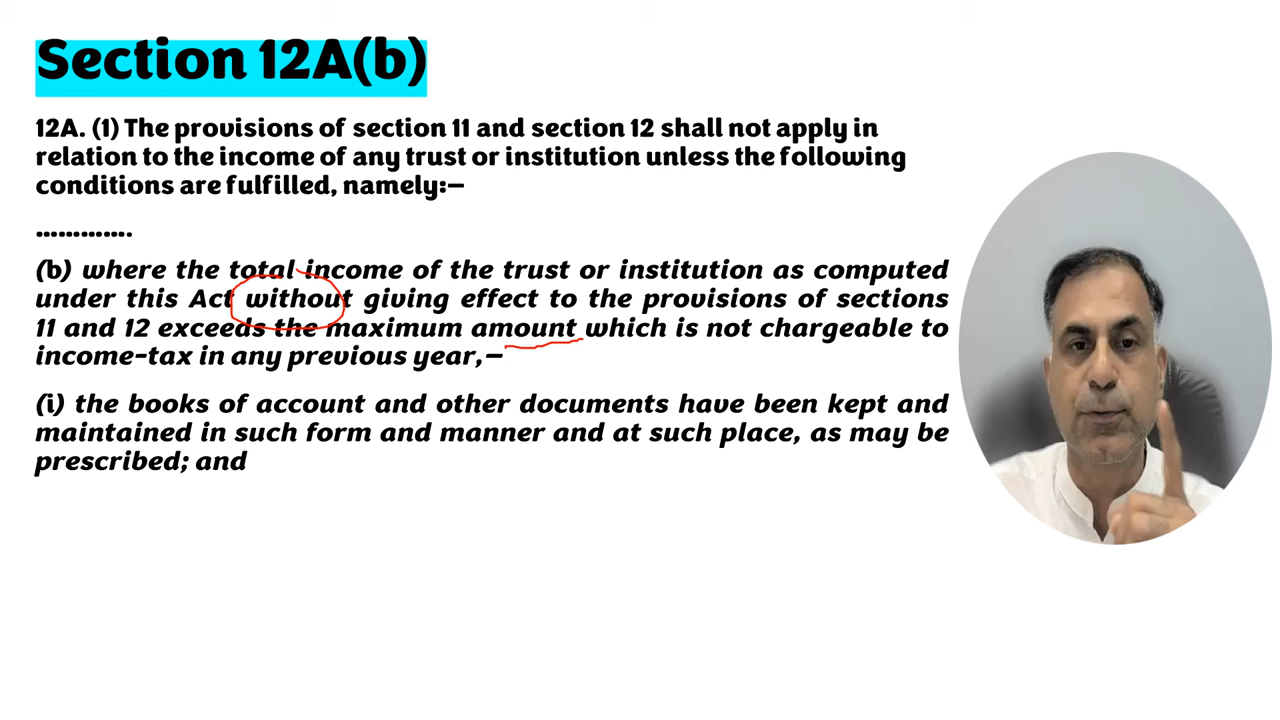 Section 12A(b)
12A. (1) The provisions of section 11 and section 12 shall not apply in
relation to the income of any trust or institution unless the following
conditions are fulfilled, namely:—
.............
(b) where the total income of the trust or institution as computed
under this Act without giving effect to the provisions of sections
11 and 12 exceeds the maximum amount which is not chargeable to
income-tax in any previous year,—
(i) the books of account and other documents have been kept and
maintained in such form and manner and at such place, as may be
prescribed; and